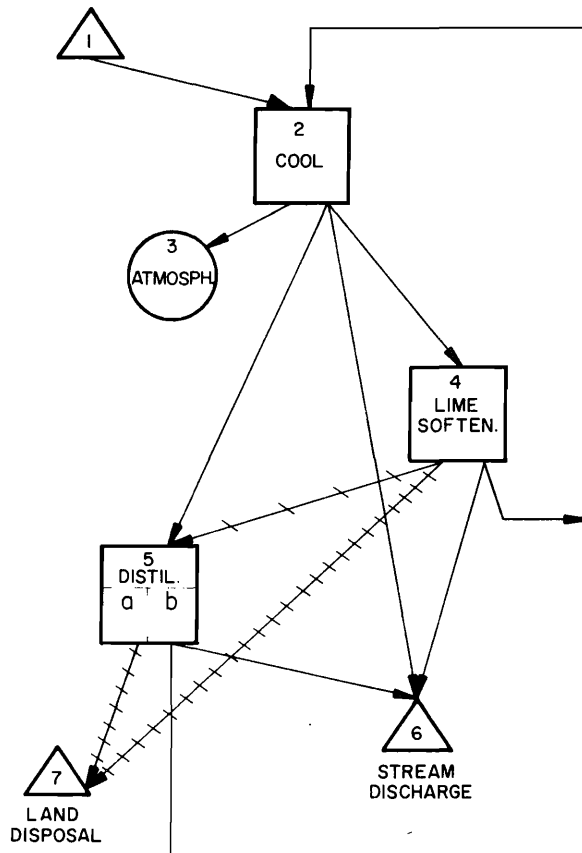 1
2
COOL
3
ATMOSPH.
4
LIME
SOFTEN.
5
DISTIL.
a b
6
STREAM
DISCHARGE
7
LAND
DISPOSAL